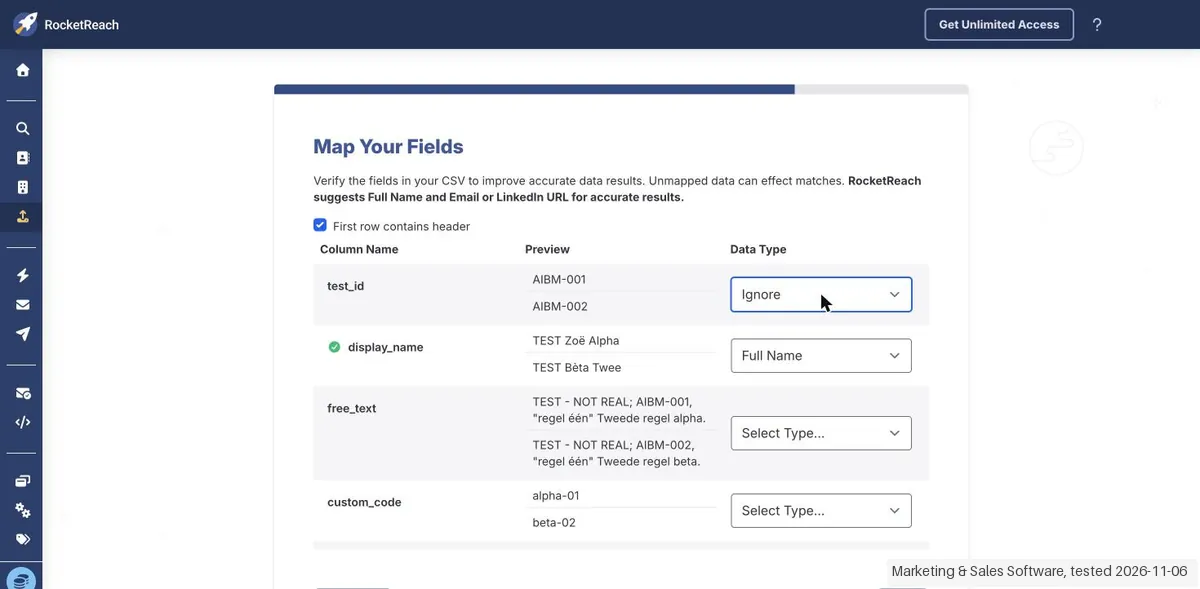 RocketReach
Get Unlimited Access
?
Map Your Fields
Verify the fields in your CSV to improve accurate data results. Unmapped data can effect matches. RocketReach
suggests Full Name and Email or LinkedIn URL for accurate results.
First row contains header
Column Name Preview Data Type
test_id
AIBM-001
AIBM-002
Ignore
display_name
TEST Zoë Alpha
TEST Bèta Twee
Full Name
free_text
TEST - NOT REAL; AIBM-001,
"regel één" Tweede regel alpha.
TEST - NOT REAL; AIBM-002,
"regel één" Tweede regel beta.
Select Type...
custom_code
alpha-01
beta-02
Select Type...
Marketing & Sales Software, tested 2026-11-06